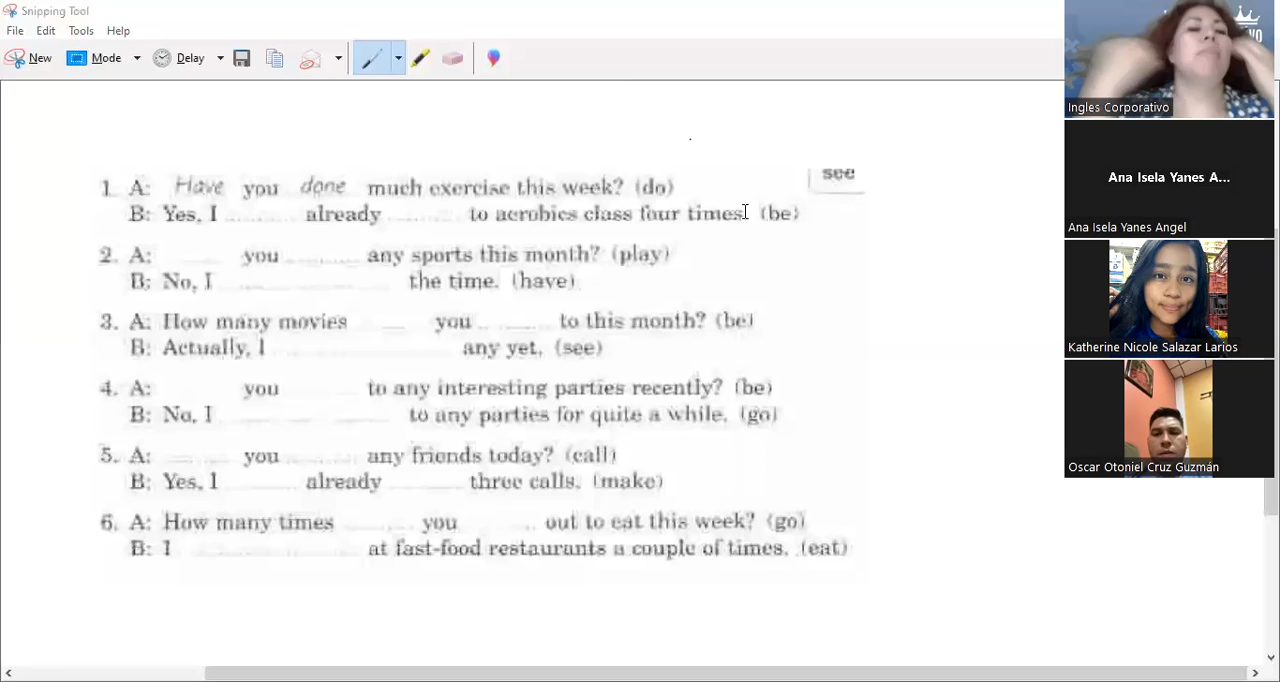 Snipping Tool
File Edit Tools Help
New Mode Delay
see
1. A: Have you done much exercise this week? (do)
B: Yes, I ........ already ........ to aerobics class four times. (be)
2. A: ........ you ........ any sports this month? (play)
B: No, I ........ the time. (have)
3. A: How many movies ........ you ........ to this month? (be)
B: Actually, I ........ any yet. (see)
4. A: ........ you ........ to any interesting parties recently? (be)
B: No, I ........ to any parties for quite a while. (go)
5. A: ........ you ........ any friends today? (call)
B: Yes, I ........ already ........ three calls. (make)
6. A: How many times ........ you ........ out to eat this week? (go)
B: I ........ at fast-food restaurants a couple of times. (eat)
Ingles Corporativo
Ana Isela Yanes A...
Ana Isela Yanes Angel
Katherine Nicole Salazar Larios
Oscar Otoniel Cruz Guzmán